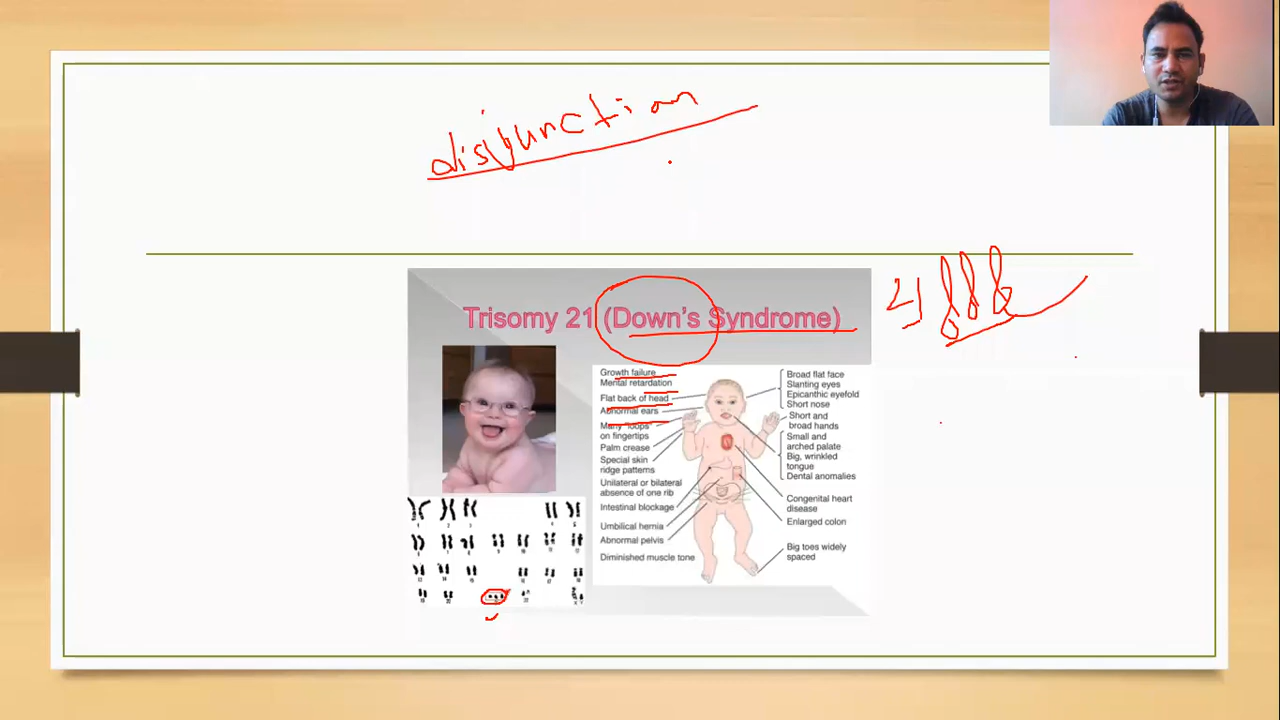 disjunction
Trisomy 21 (Down's Syndrome)
Growth failure
Mental retardation
Flat back of head
Abnormal ears
Many "loops"
on fingertips
Palm crease
Special skin
ridge patterns
Unilateral or bilateral
absence of one rib
Intestinal blockage
Umbilical hernia
Abnormal pelvis
Diminished muscle tone
Broad flat face
Slanting eyes
Epicanthic eyefold
Short nose
Short and
broad hands
Small and
arched palate
Big, wrinkled
tongue
Dental anomalies
Congenital heart
disease
Enlarged colon
Big toes widely
spaced